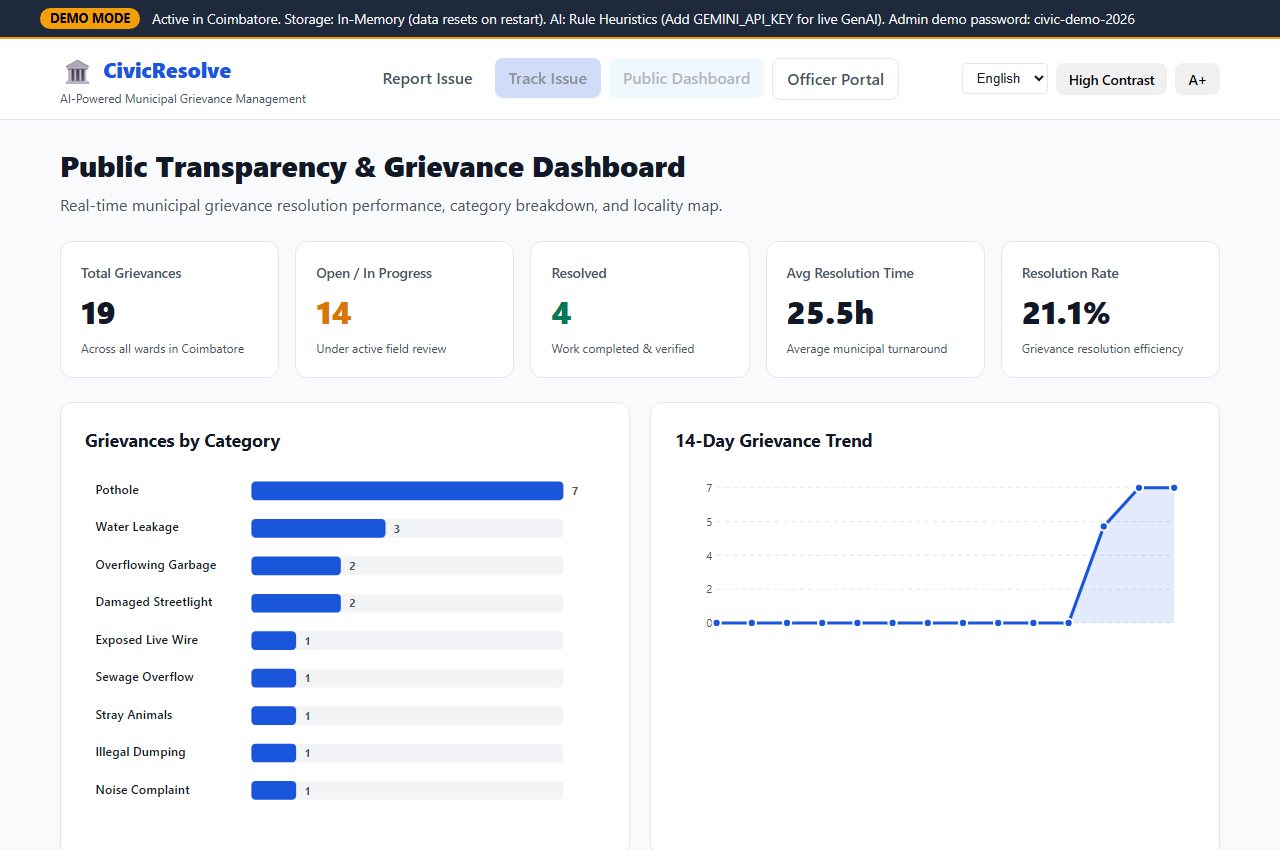 DEMO MODE Active in Coimbatore. Storage: In-Memory (data resets on restart). AI: Rule Heuristics (Add GEMINI_API_KEY for live GenAI). Admin demo password: civic-demo-2026
CivicResolve
AI-Powered Municipal Grievance Management
Report Issue
Track Issue
Public Dashboard
Officer Portal
English
High Contrast
A+
Public Transparency & Grievance Dashboard
Real-time municipal grievance resolution performance, category breakdown, and locality map.
Total Grievances
19
Across all wards in Coimbatore
Open / In Progress
14
Under active field review
Resolved
4
Work completed & verified
Avg Resolution Time
25.5h
Average municipal turnaround
Resolution Rate
21.1%
Grievance resolution efficiency
Grievances by Category
Pothole 7
Water Leakage 3
Overflowing Garbage 2
Damaged Streetlight 2
Exposed Live Wire 1
Sewage Overflow 1
Stray Animals 1
Illegal Dumping 1
Noise Complaint 1
14-Day Grievance Trend
7
5
4
2
0